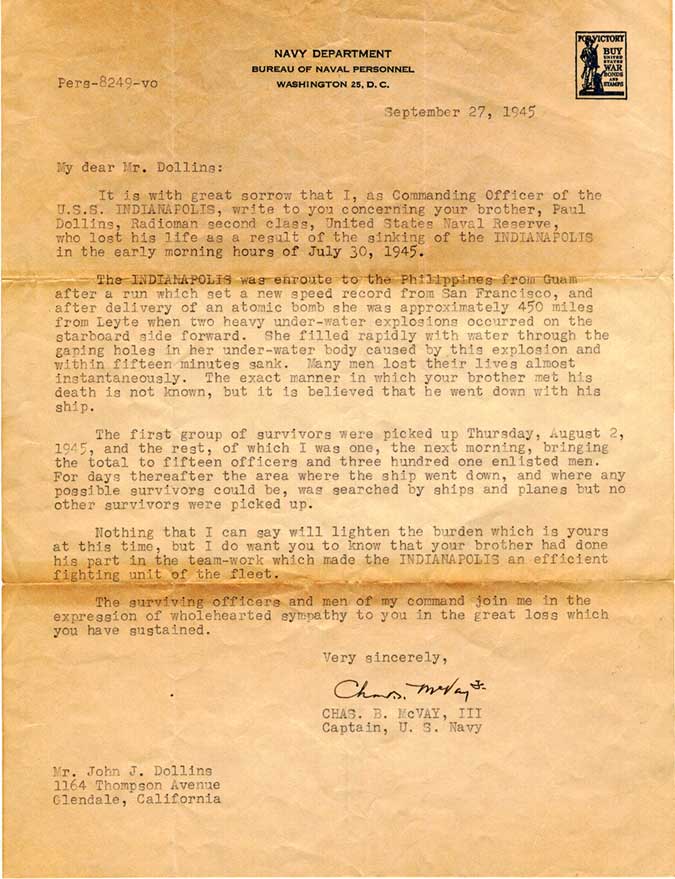 NAVY DEPARTMENT
BUREAU OF NAVAL PERSONNEL
WASHINGTON 25, D. C.
FOR VICTORY
BUY
UNITED
STATES
WAR
BONDS
AND
STAMPS
Pers-8249-vo
September 27, 1945
My dear Mr. Dollins:
It is with great sorrow that I, as Commanding Officer of the
U.S.S. INDIANAPOLIS, write to you concerning your brother, Paul
Dollins, Radioman second class, United States Naval Reserve,
who lost his life as a result of the sinking of the INDIANAPOLIS
in the early morning hours of July 30, 1945.
The INDIANAPOLIS was enroute to the Philippines from Guam
after a run which set a new speed record from San Francisco, and
after delivery of an atomic bomb she was approximately 450 miles
from Leyte when two heavy under-water explosions occurred on the
starboard side forward. She filled rapidly with water through the
gaping holes in her under-water body caused by this explosion and
within fifteen minutes sank. Many men lost their lives almost
instantaneously. The exact manner in which your brother met his
death is not known, but it is believed that he went down with his
ship.
The first group of survivors were picked up Thursday, August 2,
1945, and the rest, of which I was one, the next morning, bringing
the total to fifteen officers and three hundred one enlisted men.
For days thereafter the area where the ship went down, and where any
possible survivors could be, was searched by ships and planes but no
other survivors were picked up.
Nothing that I can say will lighten the burden which is yours
at this time, but I do want you to know that your brother had done
his part in the team-work which made the INDIANAPOLIS an efficient
fighting unit of the fleet.
The surviving officers and men of my command join me in the
expression of wholehearted sympathy to you in the great loss which
you have sustained.
Very sincerely,
Chas. B. McVay III
CHAS. B. McVAY, III
Captain, U. S. Navy
Mr. John J. Dollins
1164 Thompson Avenue
Glendale, California